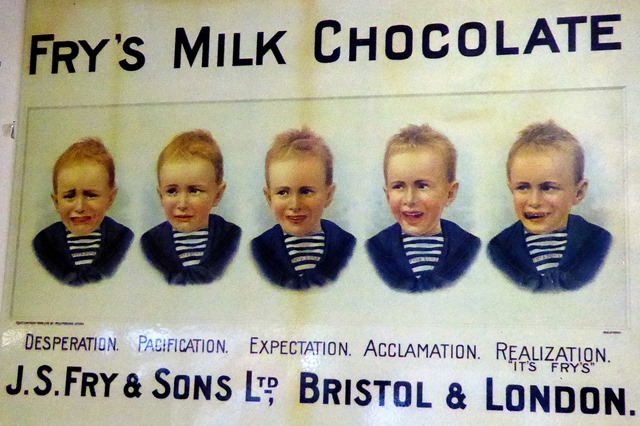 FRY'S MILK CHOCOLATE
DESPERATION. PACIFICATION. EXPECTATION. ACCLAMATION. REALIZATION.
"IT'S FRY'S"
J.S. FRY & SONS LTD, BRISTOL & LONDON.